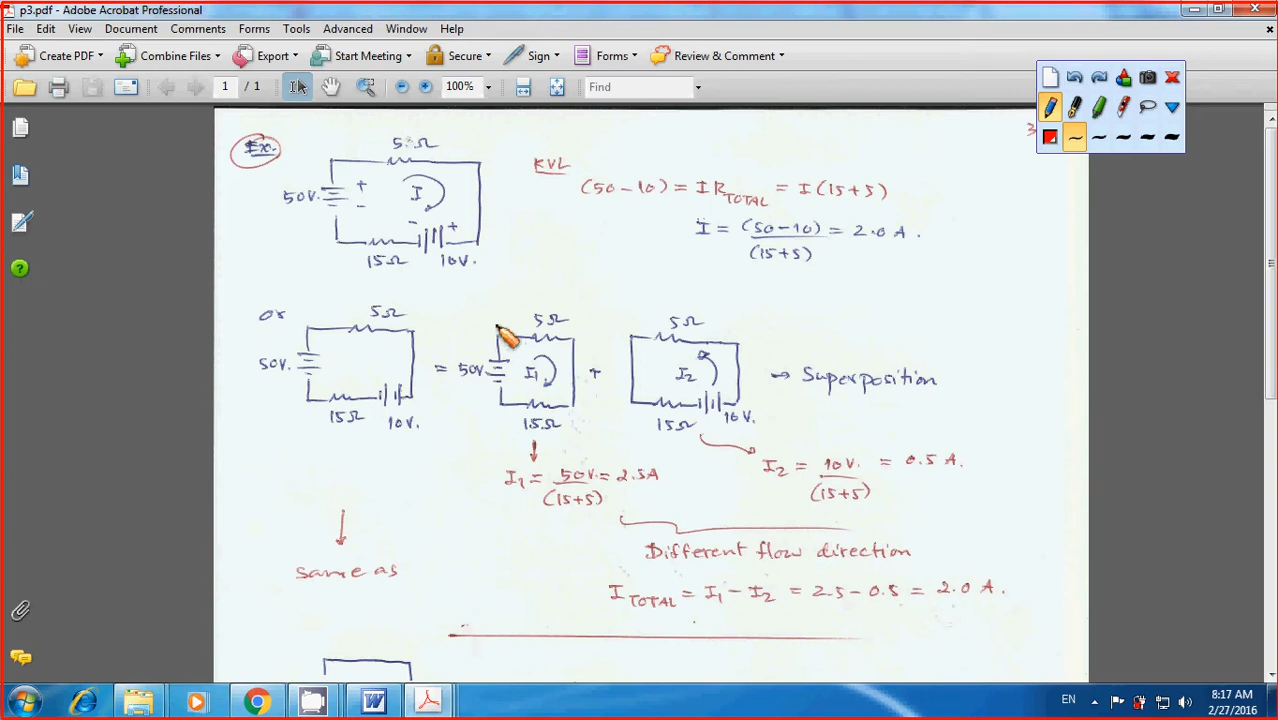 p3.pdf - Adobe Acrobat Professional
File Edit View Document Comments Forms Tools Advanced Window Help
Create PDF Combine Files Export Start Meeting Secure Sign Forms Review & Comment
1 / 1 100% Find
3
Ex.
5Ω
50V. + - I
- +
15Ω 10V.
KVL
(50-10) = I R TOTAL = I (15+5)
I = (50-10) = 2.0 A.
(15+5)
or
5Ω 5Ω 5Ω
50V. = 50V I1 + I2 → Superposition
15Ω 10V. 15Ω 15Ω 10V.
I1 = 50V. = 2.5A
(15+5)
I2 = 10V. = 0.5 A.
(15+5)
Different flow direction
same as
I TOTAL = I1 - I2 = 2.5 - 0.5 = 2.0 A.
EN
8:17 AM
2/27/2016